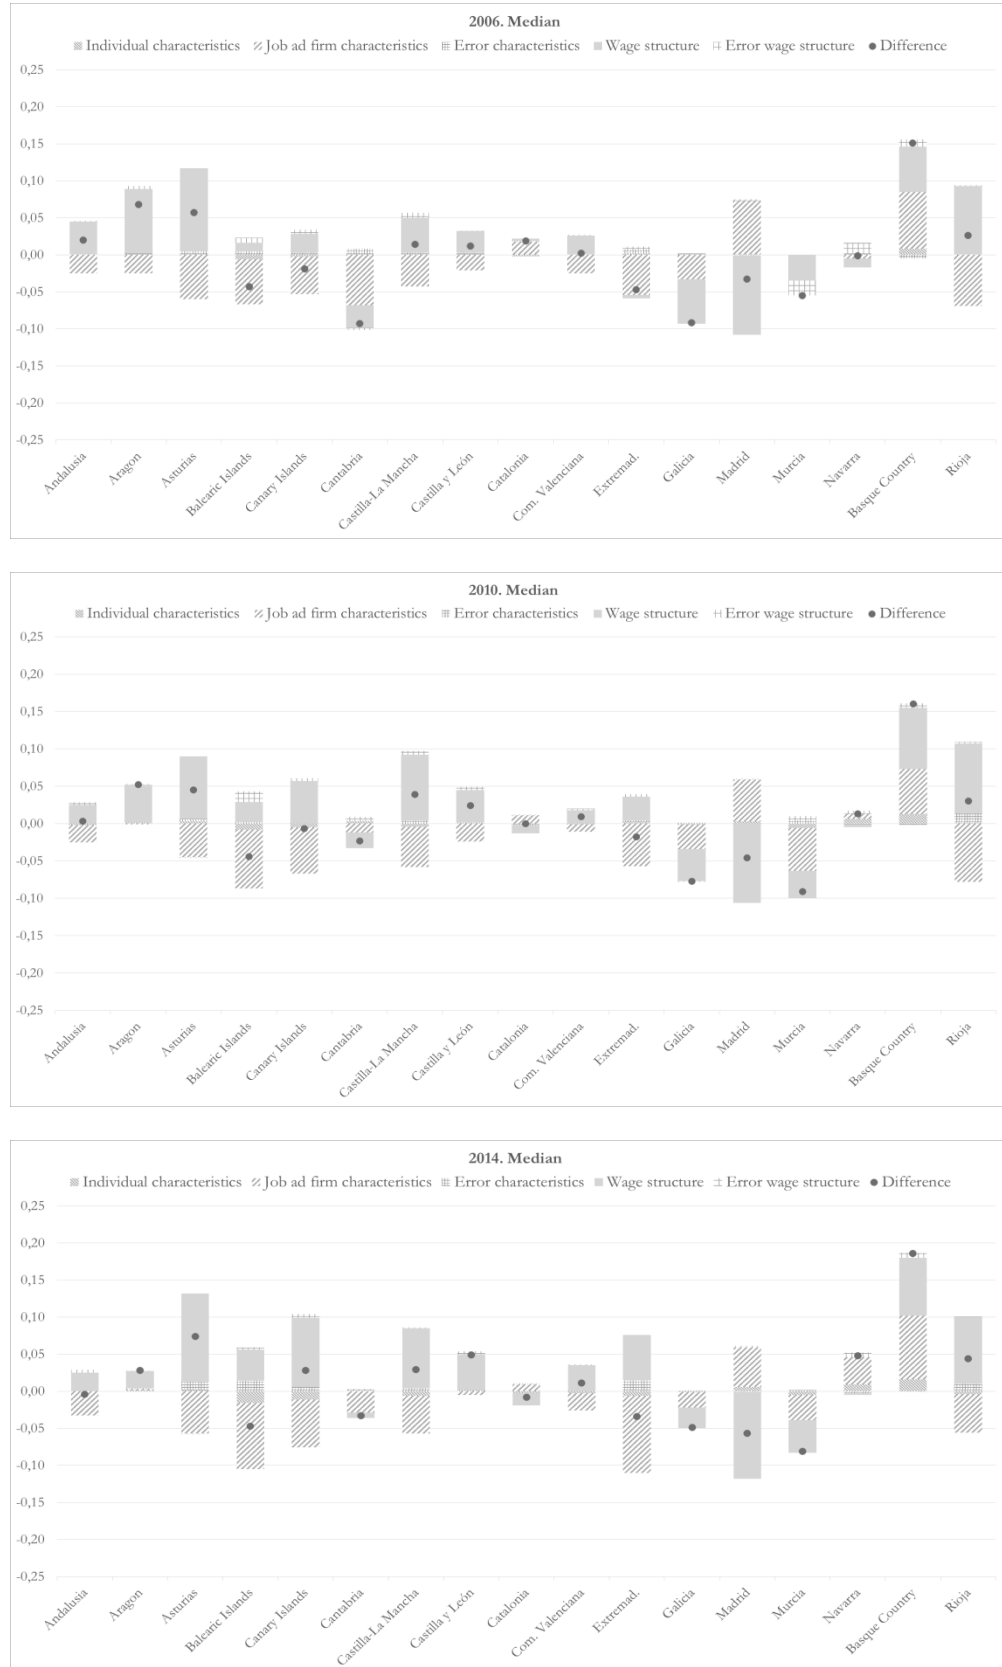 2006. Median
Individual characteristics Job ad firm characteristics Error characteristics Wage structure Error wage structure Difference
0,25
0,20
0,15
0,10
0,05
0,00
-0,05
-0,10
-0,15
-0,20
-0,25
Andalusia
Aragon
Asturias
Balearic Islands
Canary Islands
Cantabria
Castilla-La Mancha
Castilla y León
Catalonia
Com. Valenciana
Extremad.
Galicia
Madrid
Murcia
Navarra
Basque Country
Rioja
2010. Median
Individual characteristics Job ad firm characteristics Error characteristics Wage structure Error wage structure Difference
0,25
0,20
0,15
0,10
0,05
0,00
-0,05
-0,10
-0,15
-0,20
-0,25
Andalusia
Aragon
Asturias
Balearic Islands
Canary Islands
Cantabria
Castilla-La Mancha
Castilla y León
Catalonia
Com. Valenciana
Extremad.
Galicia
Madrid
Murcia
Navarra
Basque Country
Rioja
2014. Median
Individual characteristics Job ad firm characteristics Error characteristics Wage structure Error wage structure Difference
0,25
0,20
0,15
0,10
0,05
0,00
-0,05
-0,10
-0,15
-0,20
-0,25
Andalusia
Aragon
Asturias
Balearic Islands
Canary Islands
Cantabria
Castilla-La Mancha
Castilla y León
Catalonia
Com. Valenciana
Extremad.
Galicia
Madrid
Murcia
Navarra
Basque Country
Rioja